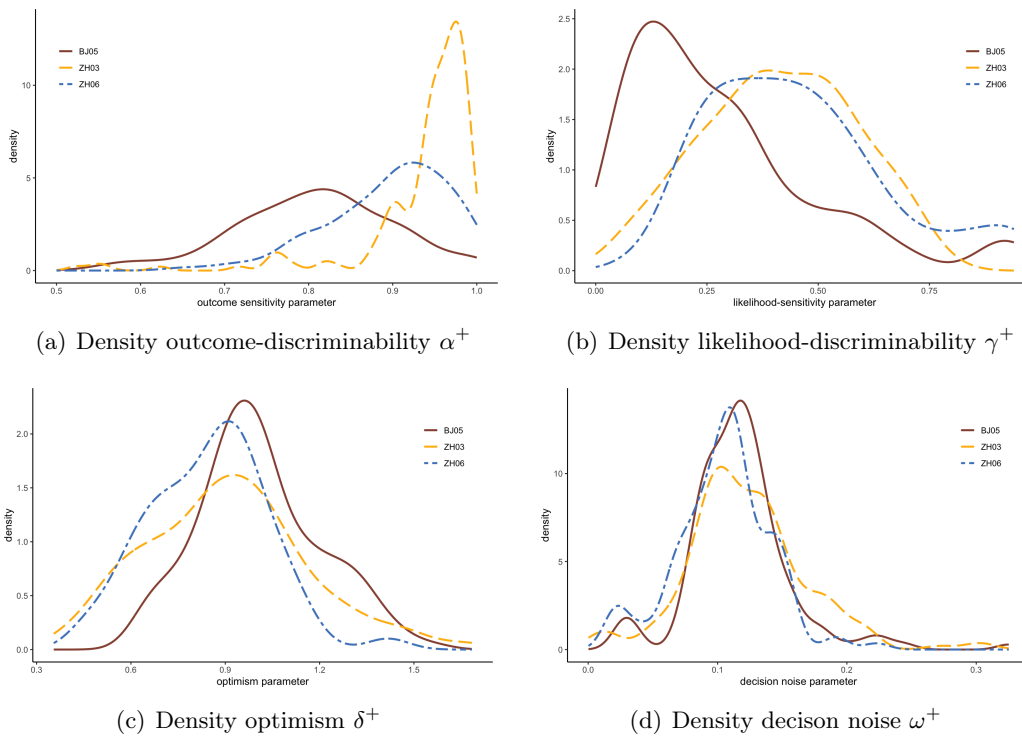 BJ05
ZH03
ZH06
density
10
5
0
0.5 0.6 0.7 0.8 0.9 1.0
outcome sensitivity parameter
(a) Density outcome-discriminability α+
BJ05
ZH03
ZH06
density
2.5
2.0
1.5
1.0
0.5
0.0
0.00 0.25 0.50 0.75
likelihood-sensitivity parameter
(b) Density likelihood-discriminability γ+
BJ05
ZH03
ZH06
density
2.0
1.5
1.0
0.5
0.0
0.3 0.6 0.9 1.2 1.5
optimism parameter
(c) Density optimism δ+
BJ05
ZH03
ZH06
density
10
5
0
0.0 0.1 0.2 0.3
decision noise parameter
(d) Density decison noise ω+